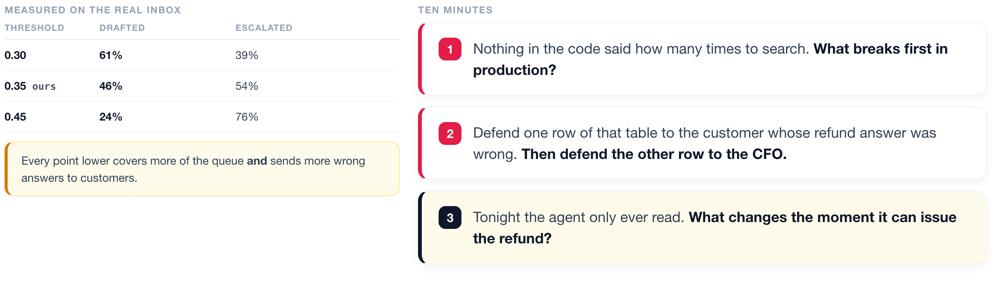 MEASURED ON THE REAL INBOX
THRESHOLD DRAFTED ESCALATED
0.30 61% 39%
0.35 ours 46% 54%
0.45 24% 76%
Every point lower covers more of the queue and sends more wrong
answers to customers.
TEN MINUTES
1 Nothing in the code said how many times to search. What breaks first in
production?
2 Defend one row of that table to the customer whose refund answer was
wrong. Then defend the other row to the CFO.
3 Tonight the agent only ever read. What changes the moment it can issue
the refund?